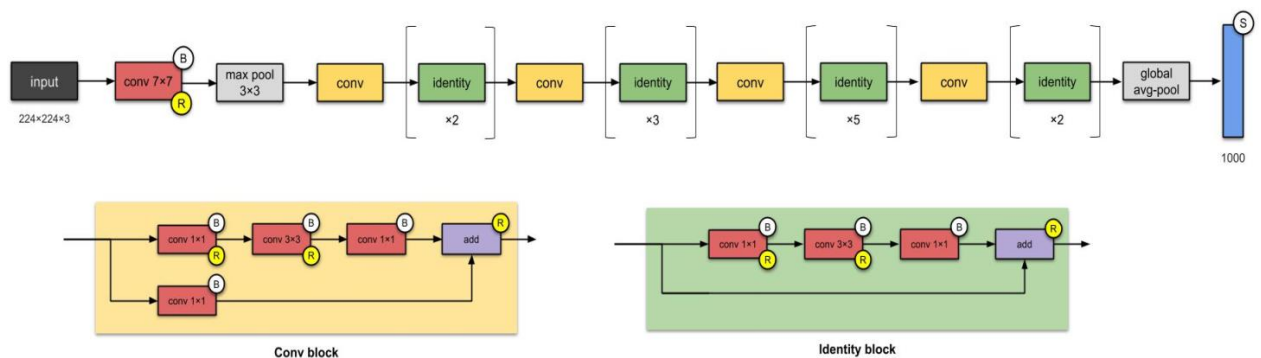 input
224×224×3
conv 7×7
B
R
max pool
3×3
conv
identity
×2
conv
identity
×3
conv
identity
×5
conv
identity
×2
global
avg-pool
S
1000
conv 1×1
B
R
conv 3×3
B
R
conv 1×1
B
add
R
conv 1×1
B
Conv block
conv 1×1
B
R
conv 3×3
B
R
conv 1×1
B
add
R
Identity block